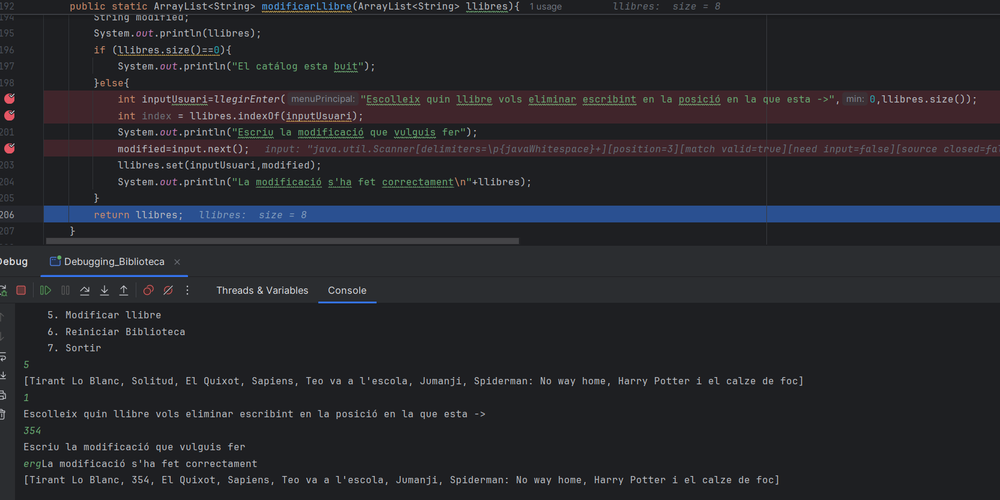 192 public static ArrayList<String> modificarLlibre(ArrayList<String> llibres){ 1 usage llibres: size = 8
194 String modified;
195 System.out.println(llibres);
196 if (llibres.size()==0){
197 System.out.println("El catálog esta buit");
198 }else{
int inputUsuari=llegirEnter( menuPrincipal: "Escolleix quin llibre vols eliminar escribint en la posició en la que esta ->", min: 0,llibres.size());
int index = llibres.indexOf(inputUsuari);
201 System.out.println("Escriu la modificació que vulguis fer");
modified=input.next(); input: "java.util.Scanner[delimiters=\p{javaWhitespace}+][position=3][match valid=true][need input=false][source closed=fal
203 llibres.set(inputUsuari,modified);
204 System.out.println("La modificació s'ha fet correctament\n"+llibres);
205 }
206 return llibres; llibres: size = 8
207 }
Debug Debugging_Biblioteca
Threads & Variables Console
5. Modificar llibre
6. Reiniciar Biblioteca
7. Sortir
5
[Tirant Lo Blanc, Solitud, El Quixot, Sapiens, Teo va a l'escola, Jumanji, Spiderman: No way home, Harry Potter i el calze de foc]
1
Escolleix quin llibre vols eliminar escribint en la posició en la que esta ->
354
Escriu la modificació que vulguis fer
ergLa modificació s'ha fet correctament
[Tirant Lo Blanc, 354, El Quixot, Sapiens, Teo va a l'escola, Jumanji, Spiderman: No way home, Harry Potter i el calze de foc]